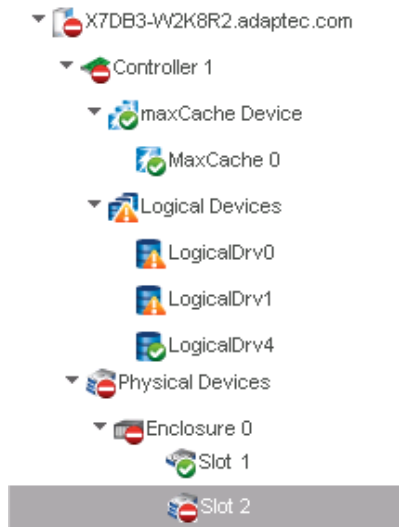 X7DB3-W2K8R2.adaptec.com
Controller 1
maxCache Device
MaxCache 0
Logical Devices
LogicalDrv0
LogicalDrv1
LogicalDrv4
Physical Devices
Enclosure 0
Slot 1
Slot 2